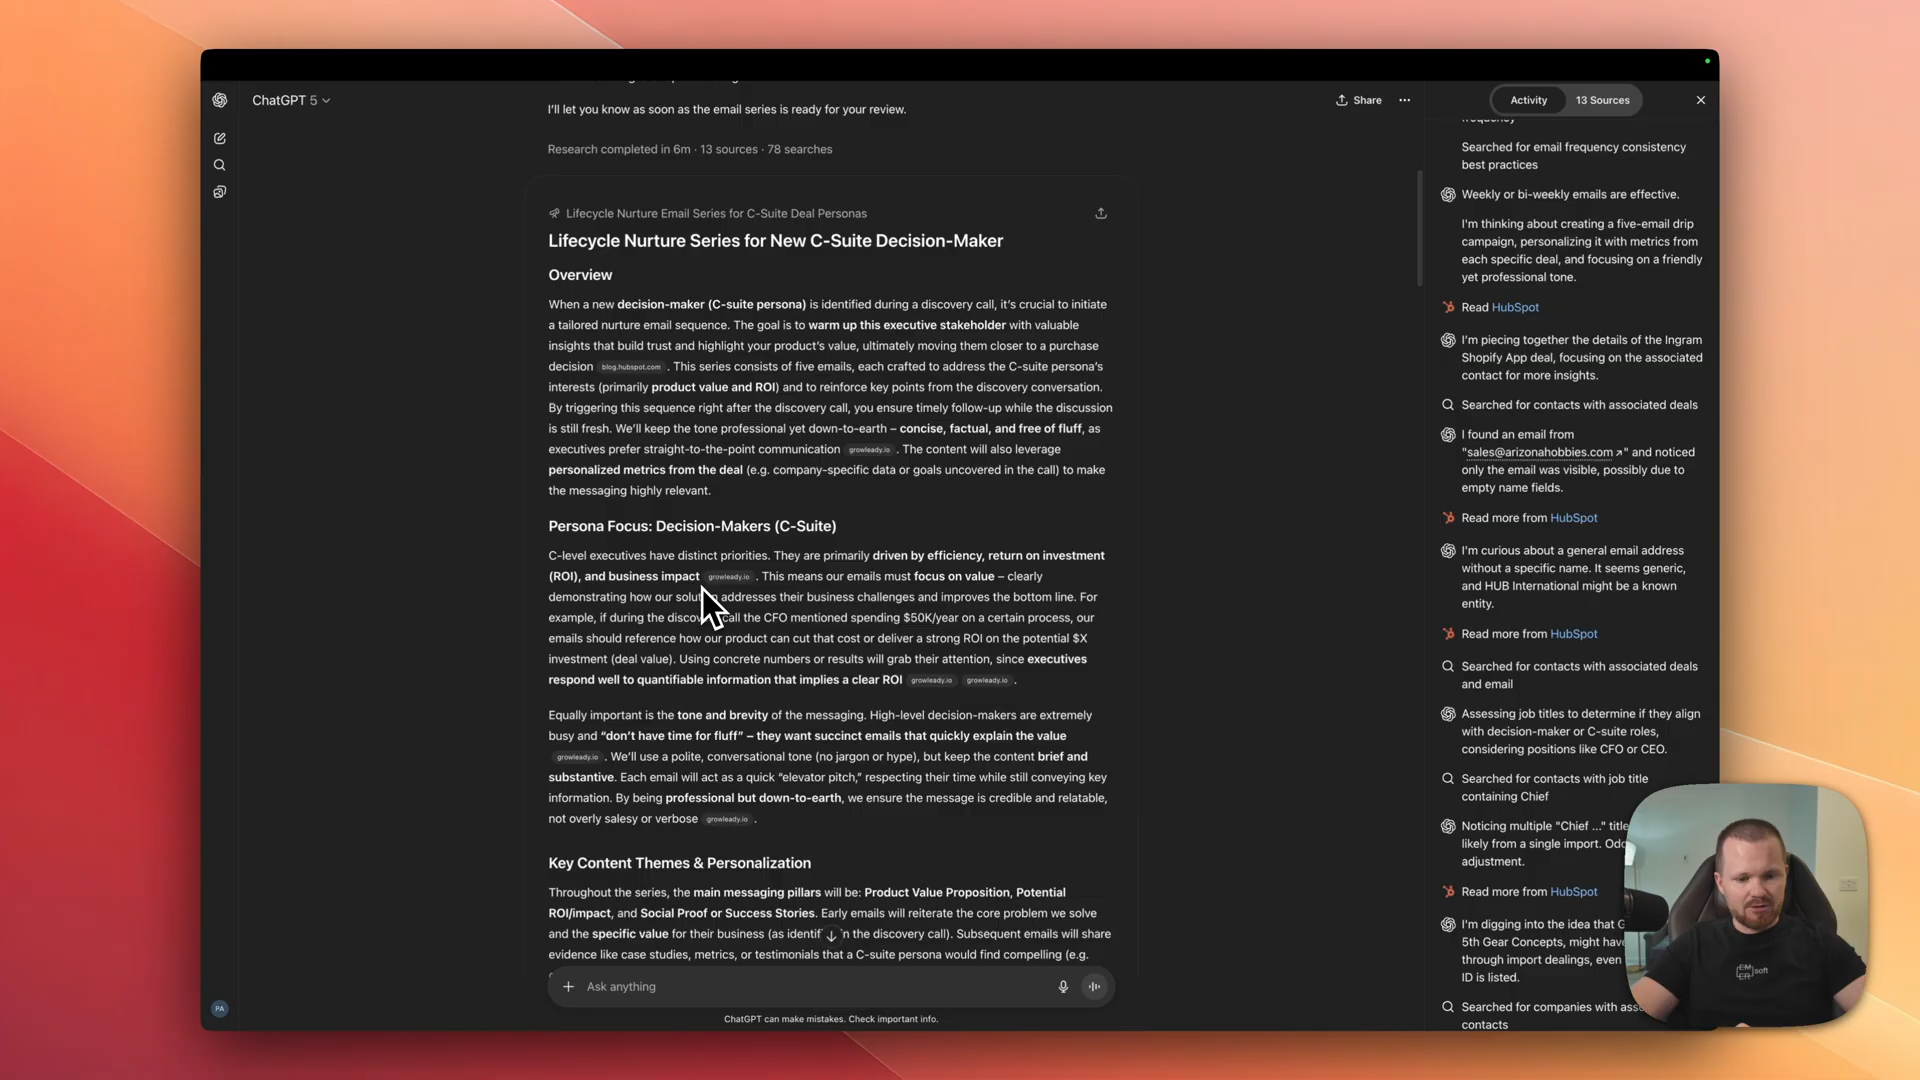 ChatGPT 5
I'll let you know as soon as the email series is ready for your review.
Share
Research completed in 6m · 13 sources · 78 searches
Lifecycle Nurture Email Series for C-Suite Deal Personas
Lifecycle Nurture Series for New C-Suite Decision-Maker
Overview
When a new decision-maker (C-suite persona) is identified during a discovery call, it's crucial to initiate
a tailored nurture email sequence. The goal is to warm up this executive stakeholder with valuable
insights that build trust and highlight your product's value, ultimately moving them closer to a purchase
decision blog.hubspot.com . This series consists of five emails, each crafted to address the C-suite persona's
interests (primarily product value and ROI) and to reinforce key points from the discovery conversation.
By triggering this sequence right after the discovery call, you ensure timely follow-up while the discussion
is still fresh. We'll keep the tone professional yet down-to-earth – concise, factual, and free of fluff, as
executives prefer straight-to-the-point communication growleady.io . The content will also leverage
personalized metrics from the deal (e.g. company-specific data or goals uncovered in the call) to make
the messaging highly relevant.
Persona Focus: Decision-Makers (C-Suite)
C-level executives have distinct priorities. They are primarily driven by efficiency, return on investment
(ROI), and business impact growleady.io . This means our emails must focus on value – clearly
demonstrating how our addresses their business challenges and improves the bottom line. For
example, if during the call the CFO mentioned spending $50K/year on a certain process, our
emails should reference how our product can cut that cost or deliver a strong ROI on the potential $X
investment (deal value). Using concrete numbers or results will grab their attention, since executives
respond well to quantifiable information that implies a clear ROI growleady.io growleady.io .
Equally important is the tone and brevity of the messaging. High-level decision-makers are extremely
busy and “don't have time for fluff” – they want succinct emails that quickly explain the value
growleady.io . We'll use a polite, conversational tone (no jargon or hype), but keep the content brief and
substantive. Each email will act as a quick “elevator pitch,” respecting their time while still conveying key
information. By being professional but down-to-earth, we ensure the message is credible and relatable,
not overly salesy or verbose growleady.io .
Key Content Themes & Personalization
Throughout the series, the main messaging pillars will be: Product Value Proposition, Potential
ROI/impact, and Social Proof or Success Stories. Early emails will reiterate the core problem we solve
and the specific value for their business (as in the discovery call). Subsequent emails will share
evidence like case studies, metrics, or testimonials that a C-suite persona would find compelling (e.g.
Ask anything
ChatGPT can make mistakes. Check important info.
PA
Activity
13 Sources
frequency
Searched for email frequency consistency
best practices
Weekly or bi-weekly emails are effective.
I'm thinking about creating a five-email drip
campaign, personalizing it with metrics from
each specific deal, and focusing on a friendly
yet professional tone.
Read HubSpot
I'm piecing together the details of the Ingram
Shopify App deal, focusing on the associated
contact for more insights.
Searched for contacts with associated deals
I found an email from
"sales@arizonahobbies.com" and noticed
only the email was visible, possibly due to
empty name fields.
Read more from HubSpot
I'm curious about a general email address
without a specific name. It seems generic,
and HUB International might be a known
entity.
Read more from HubSpot
Searched for contacts with associated deals
and email
Assessing job titles to determine if they align
with decision-maker or C-suite roles,
considering positions like CFO or CEO.
Searched for contacts with job title
containing Chief
Noticing multiple "Chief ..."
likely from a single import.
adjustment.
Read more from HubSpot
I'm digging into the idea that
5th Gear Concepts, might
through import dealings, even
ID is listed.
Searched for companies with
contacts
EMER]soft